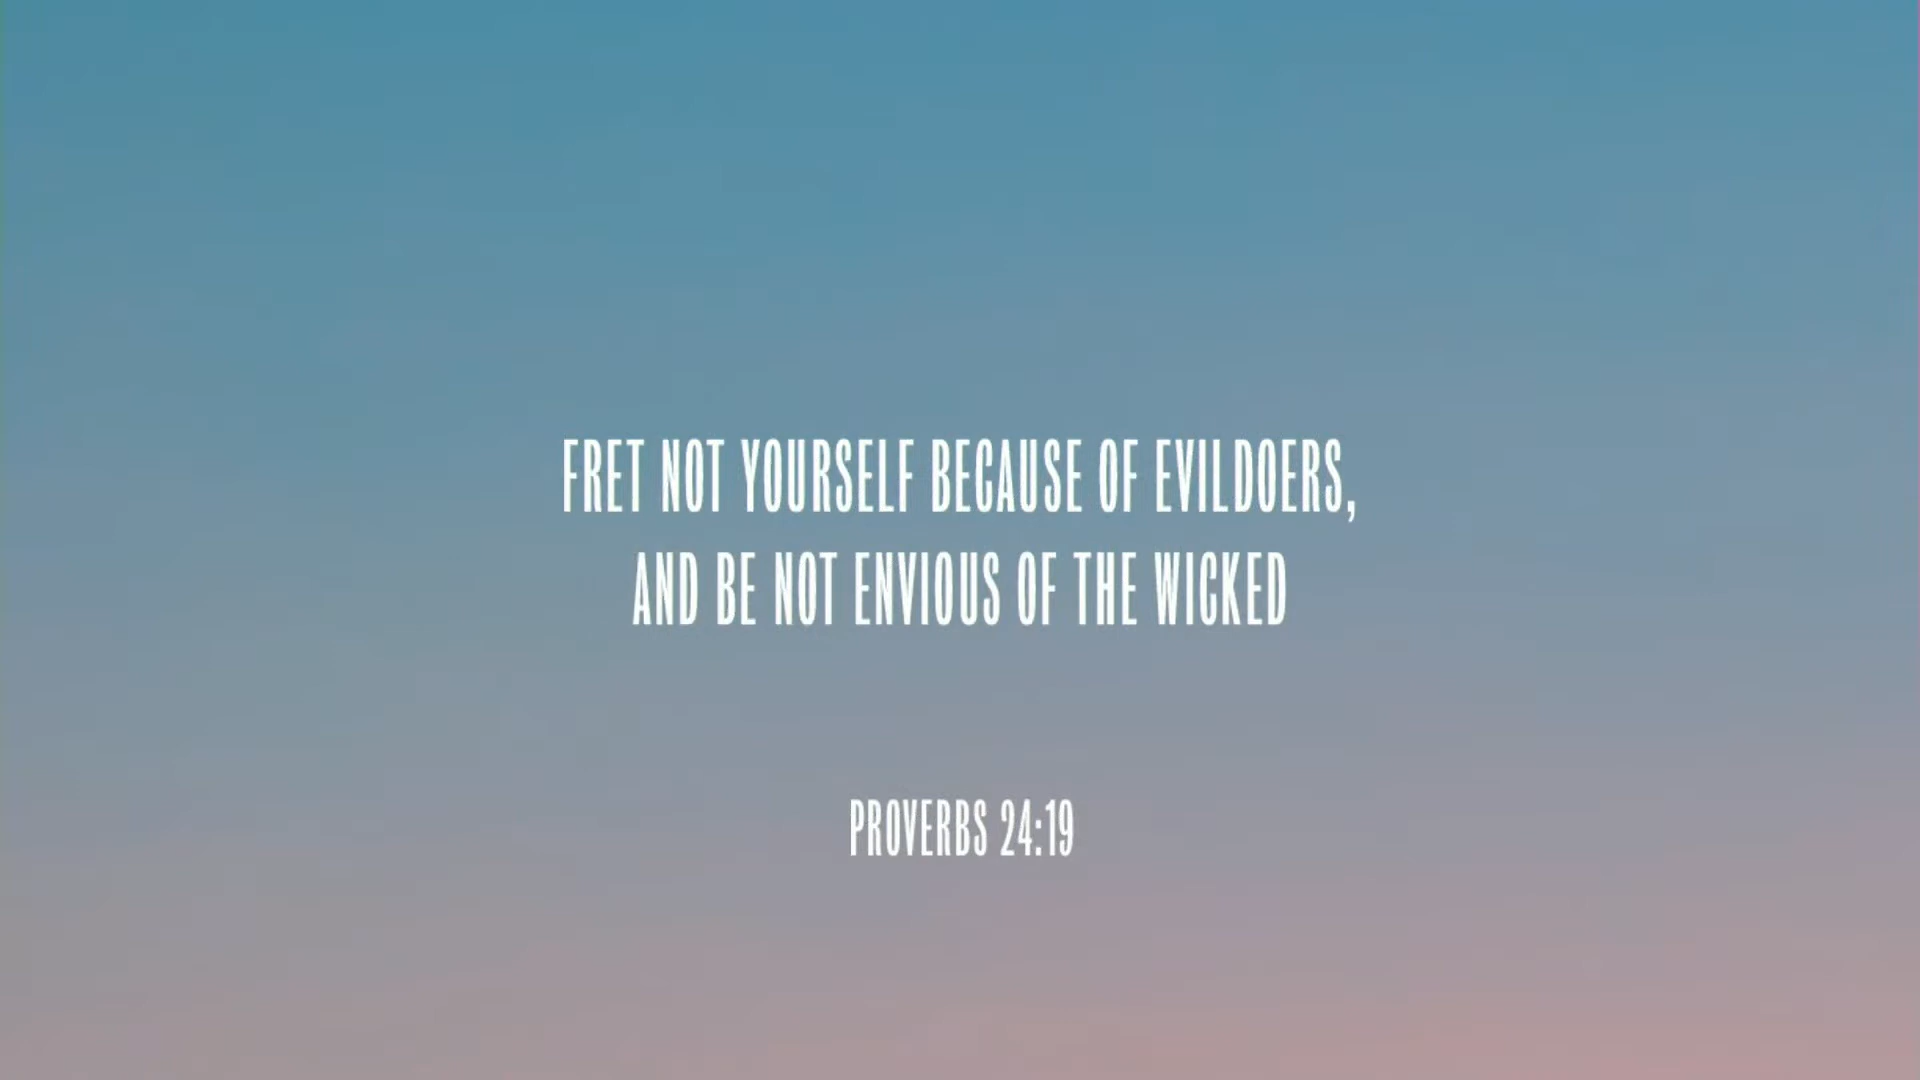 FRET NOT YOURSELF BECAUSE OF EVILDOERS,
AND BE NOT ENVIOUS OF THE WICKED
PROVERBS 24:19